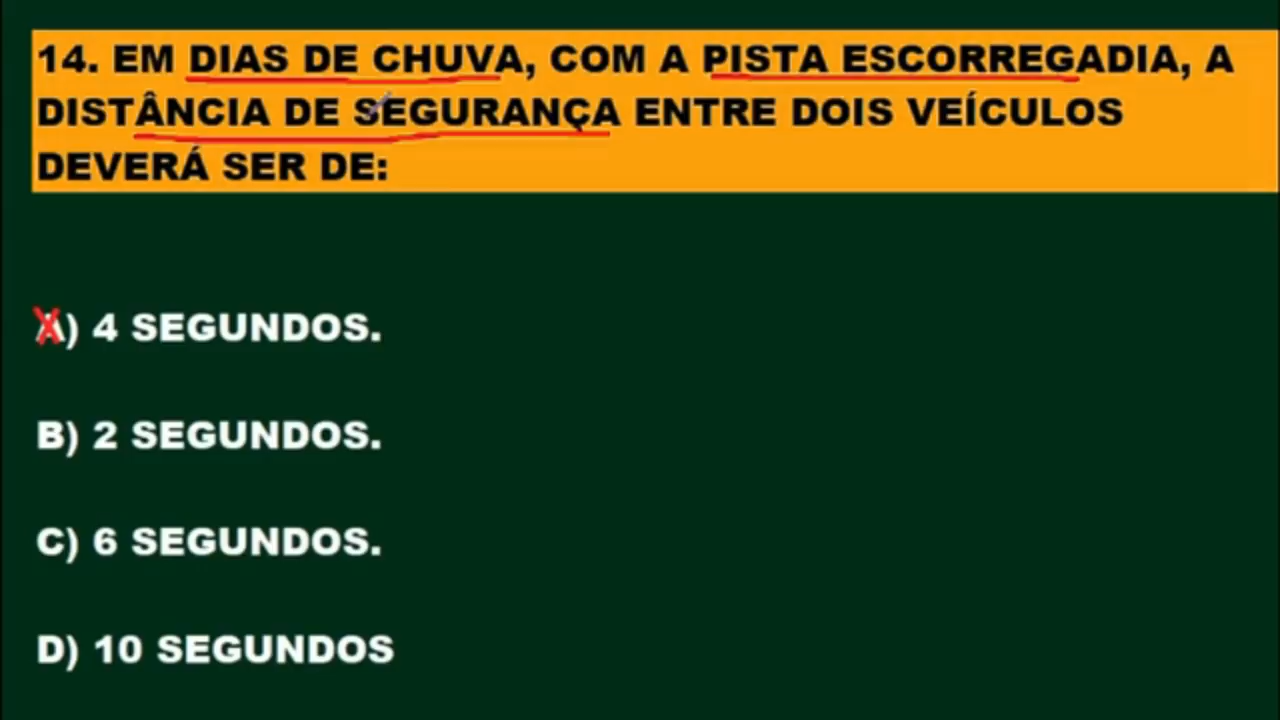 14. EM DIAS DE CHUVA, COM A PISTA ESCORREGADIA, A
DISTÂNCIA DE SEGURANÇA ENTRE DOIS VEÍCULOS
DEVERÁ SER DE:
A) 4 SEGUNDOS.
B) 2 SEGUNDOS.
C) 6 SEGUNDOS.
D) 10 SEGUNDOS